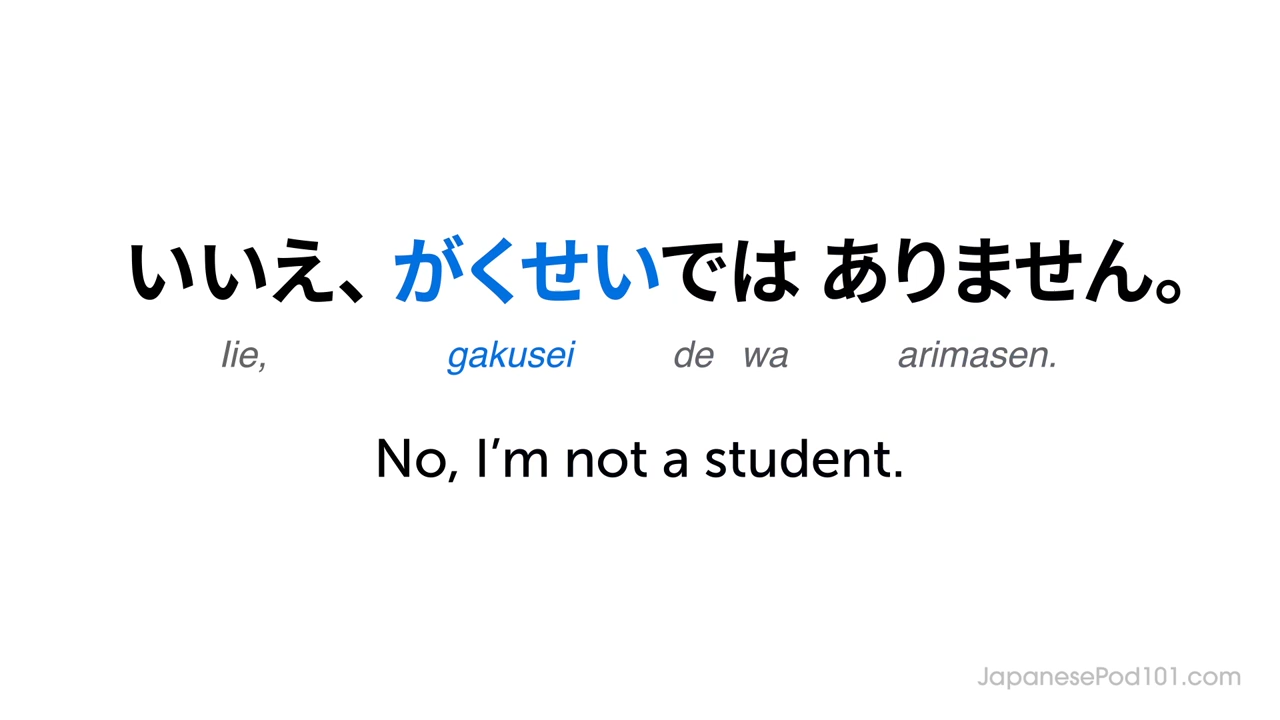 いいえ、がくせいでは ありません。
Iie, gakusei de wa arimasen.
No, I’m not a student.
JapanesePod101.com